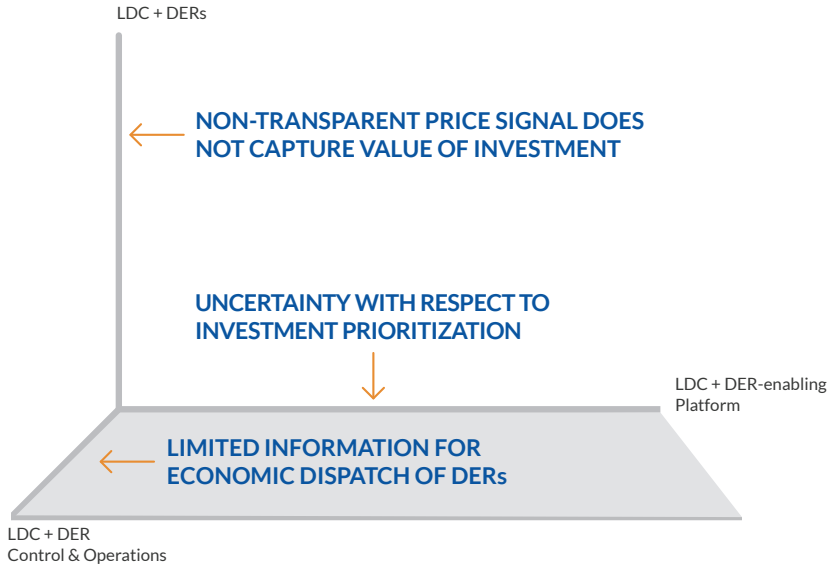 LDC + DERs
NON-TRANSPARENT PRICE SIGNAL DOES
NOT CAPTURE VALUE OF INVESTMENT
UNCERTAINTY WITH RESPECT TO
INVESTMENT PRIORITIZATION
LDC + DER-enabling
Platform
LIMITED INFORMATION FOR
ECONOMIC DISPATCH OF DERs
LDC + DER
Control & Operations